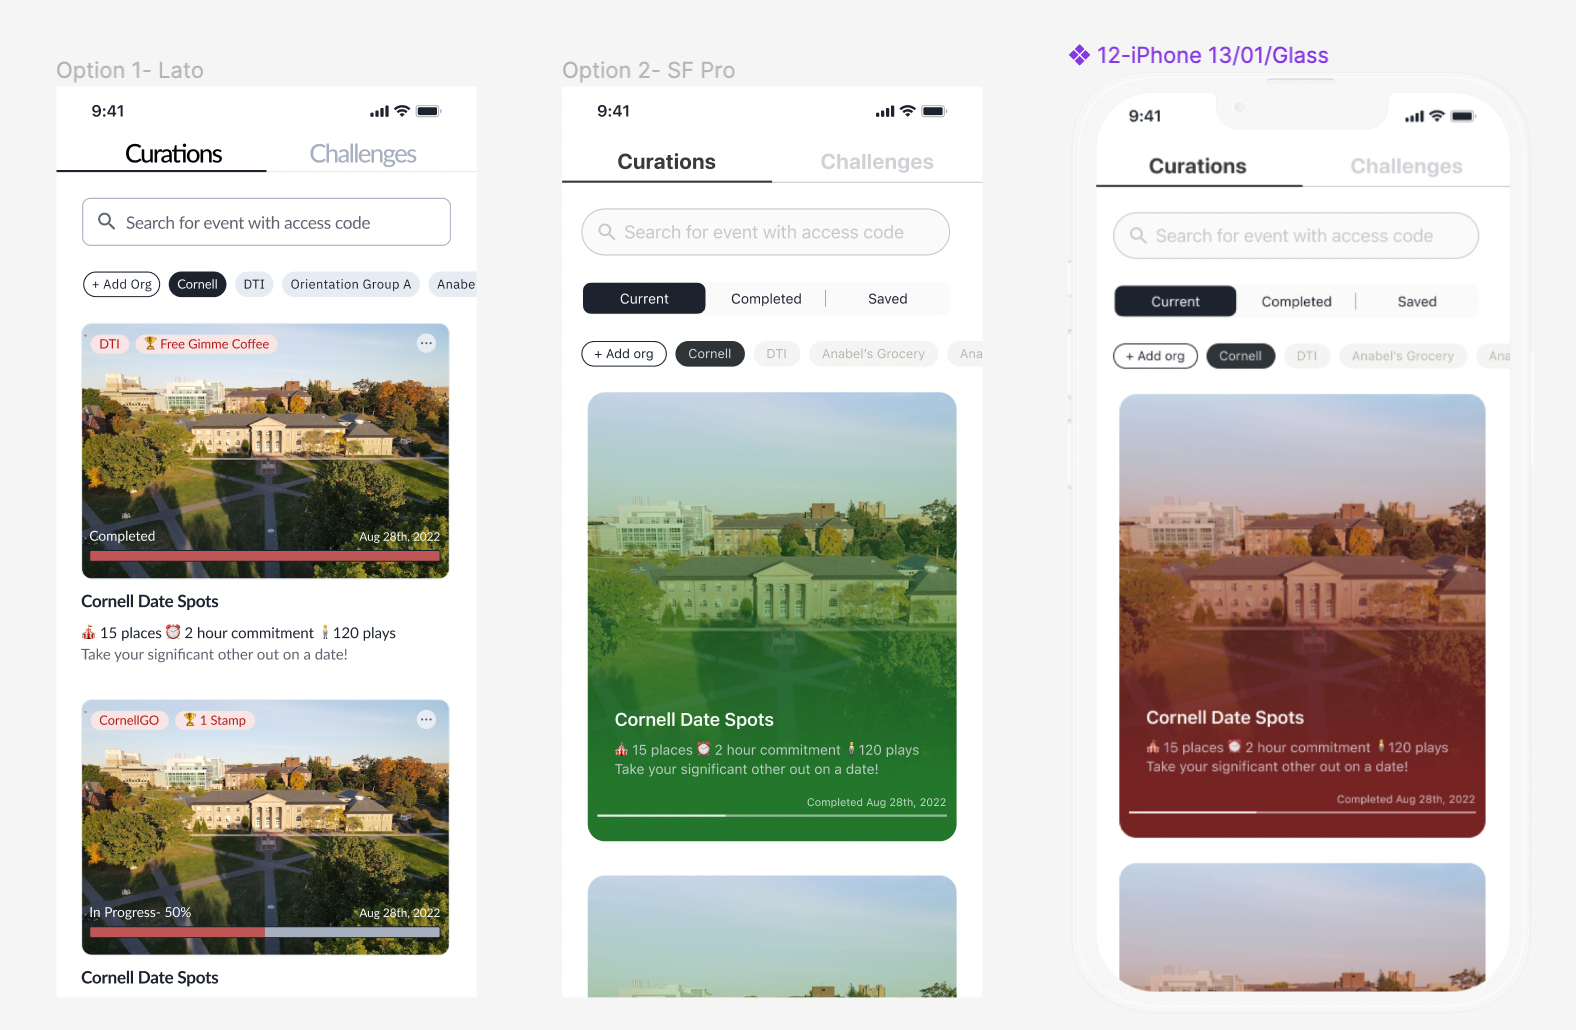 Option 1- Lato
9:41
Curations
Challenges
Search for event with access code
+ Add Org
Cornell
DTI
Orientation Group A
Anabe
DTI
🏆 Free Gimme Coffee
Completed
Aug 28th, 2022
Cornell Date Spots
🎪 15 places ⏰ 2 hour commitment 🧍 120 plays
Take your significant other out on a date!
CornellGO
🏆 1 Stamp
In Progress- 50%
Aug 28th, 2022
Cornell Date Spots
Option 2- SF Pro
9:41
Curations
Challenges
Search for event with access code
Current
Completed
Saved
+ Add org
Cornell
DTI
Anabel's Grocery
Ana
Cornell Date Spots
🎪 15 places ⏰ 2 hour commitment 🧍 120 plays
Take your significant other out on a date!
Completed Aug 28th, 2022
12-iPhone 13/01/Glass
9:41
Curations
Challenges
Search for event with access code
Current
Completed
Saved
+ Add org
Cornell
DTI
Anabel's Grocery
Ana
Cornell Date Spots
🎪 15 places ⏰ 2 hour commitment 🧍 120 plays
Take your significant other out on a date!
Completed Aug 28th, 2022